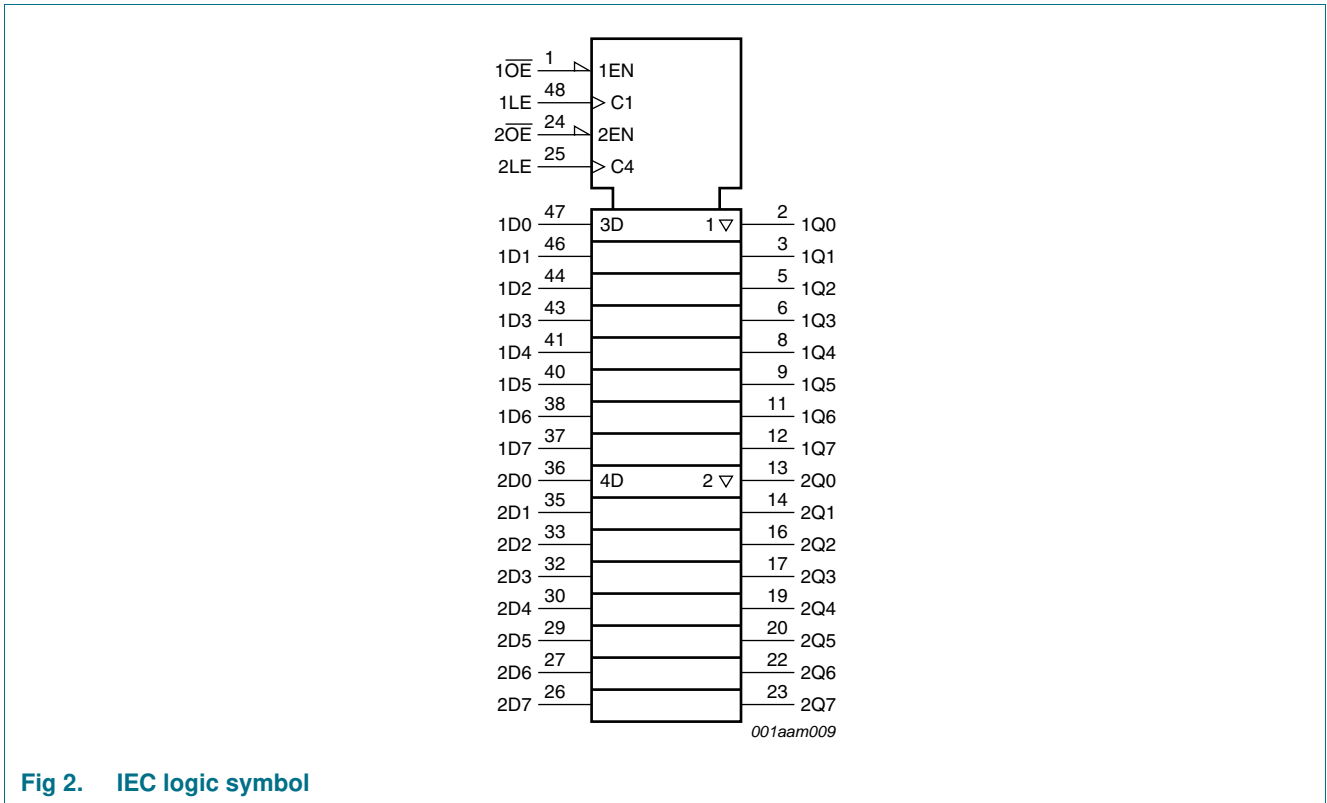 1O̅E̅ 1 1EN
1LE 48 C1
2O̅E̅ 24 2EN
2LE 25 C4
1D0 47 3D 1 ▽ 2 1Q0
1D1 46 3 1Q1
1D2 44 5 1Q2
1D3 43 6 1Q3
1D4 41 8 1Q4
1D5 40 9 1Q5
1D6 38 11 1Q6
1D7 37 12 1Q7
2D0 36 4D 2 ▽ 13 2Q0
2D1 35 14 2Q1
2D2 33 16 2Q2
2D3 32 17 2Q3
2D4 30 19 2Q4
2D5 29 20 2Q5
2D6 27 22 2Q6
2D7 26 23 2Q7
001aam009
Fig 2. IEC logic symbol